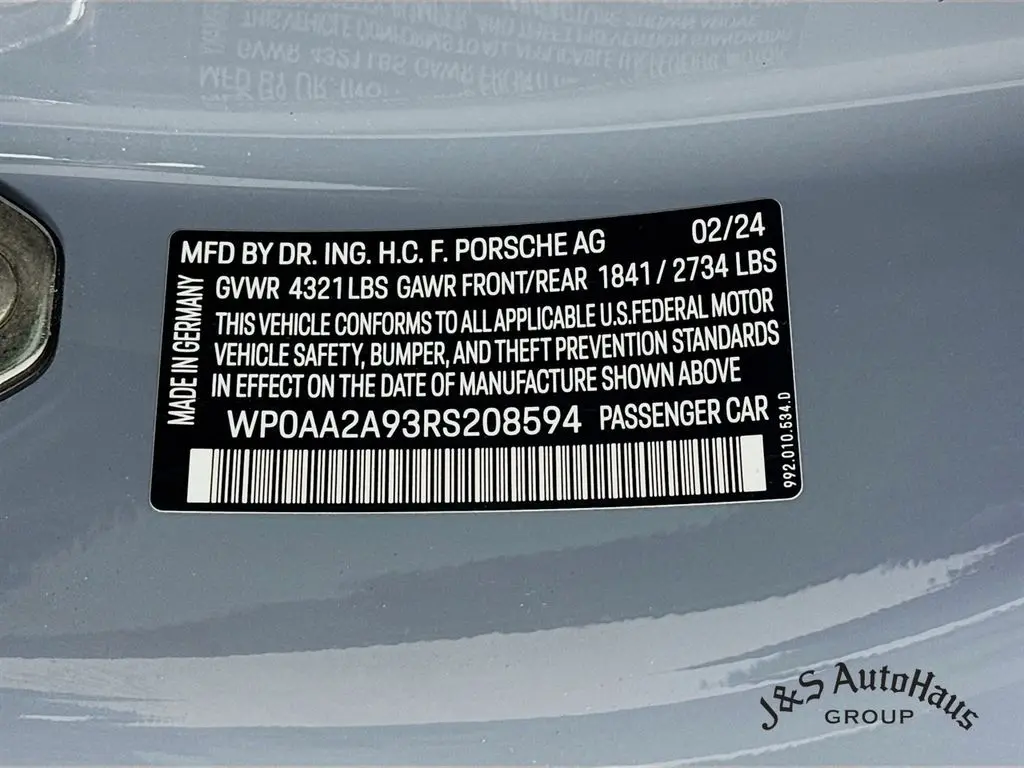 MFD BY DR. ING. H.C. F. PORSCHE AG 02/24
GVWR 4321 LBS GAWR FRONT/REAR 1841 / 2734 LBS
THIS VEHICLE CONFORMS TO ALL APPLICABLE U.S.FEDERAL MOTOR
VEHICLE SAFETY, BUMPER, AND THEFT PREVENTION STANDARDS
IN EFFECT ON THE DATE OF MANUFACTURE SHOWN ABOVE
WP0AA2A93RS208594 PASSENGER CAR
MADE IN GERMANY
992.010.534.D
J&S AutoHaus
GROUP